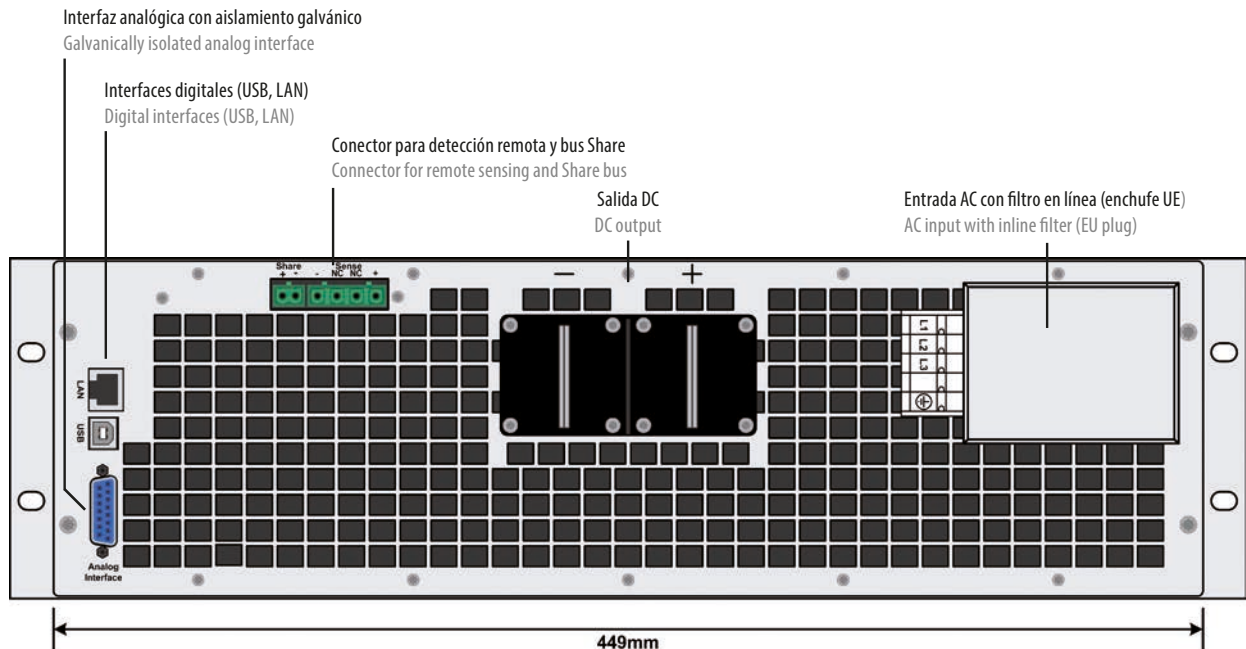 Interfaz analógica con aislamiento galvánico
Galvanically isolated analog interface
Interfaces digitales (USB, LAN)
Digital interfaces (USB, LAN)
Conector para detección remota y bus Share
Connector for remote sensing and Share bus
Salida DC
DC output
Entrada AC con filtro en línea (enchufe UE)
AC input with inline filter (EU plug)
Share Sense
+ - - NC NC +
− +
L1
L2
L3
LAN
USB
Analog
Interface
449mm